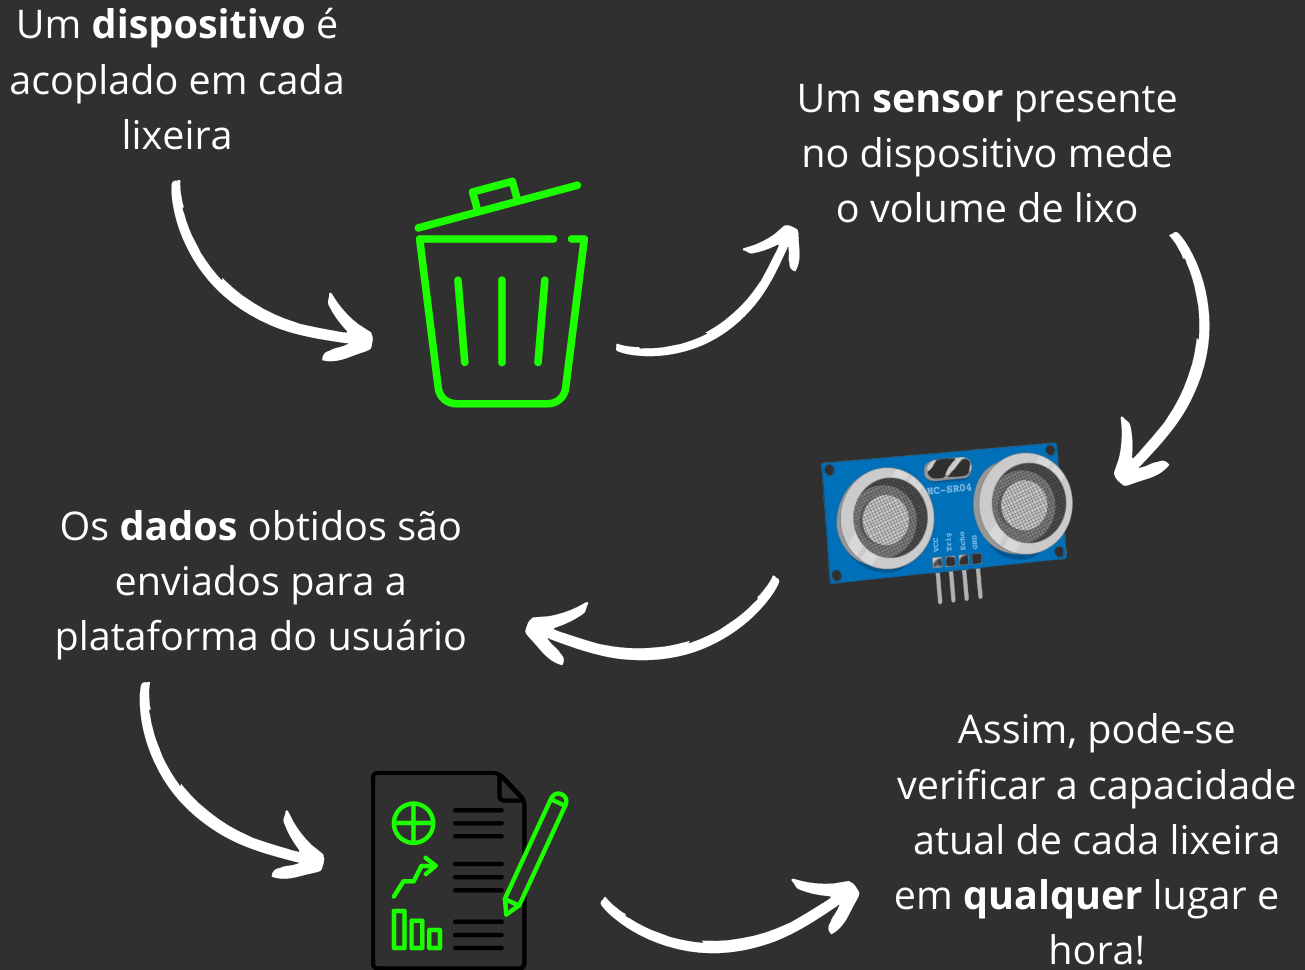 Um dispositivo é
acoplado em cada
lixeira
Um sensor presente
no dispositivo mede
o volume de lixo
HC-SR04
VCC
Trig
Echo
GND
Os dados obtidos são
enviados para a
plataforma do usuário
Assim, pode-se
verificar a capacidade
atual de cada lixeira
em qualquer lugar e
hora!